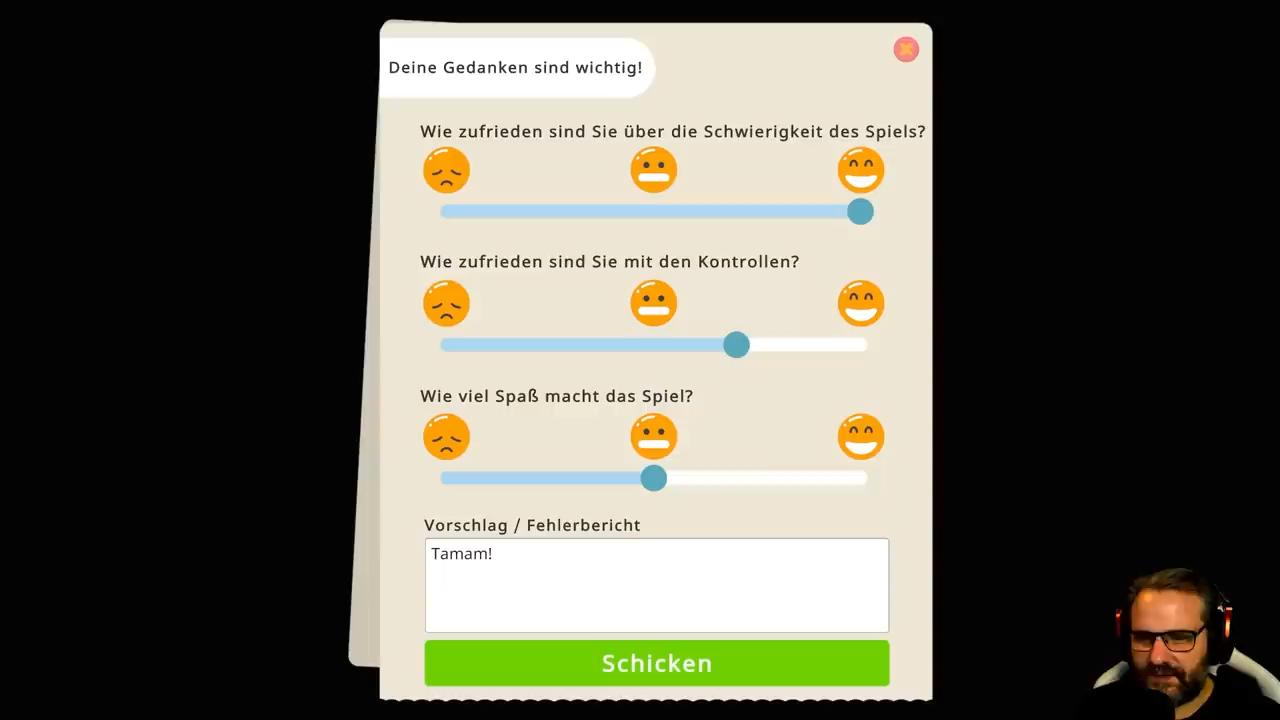 Deine Gedanken sind wichtig!
Wie zufrieden sind Sie über die Schwierigkeit des Spiels?
Wie zufrieden sind Sie mit den Kontrollen?
Wie viel Spaß macht das Spiel?
Vorschlag / Fehlerbericht
Tamam!
Schicken